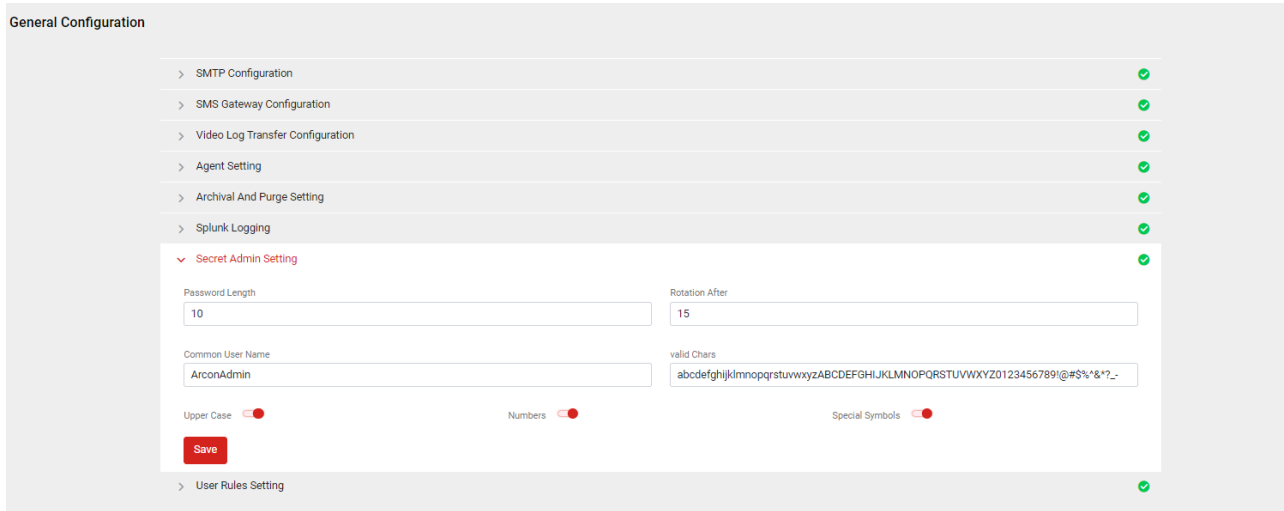 General Configuration
SMTP Configuration
SMS Gateway Configuration
Video Log Transfer Configuration
Agent Setting
Archival And Purge Setting
Splunk Logging
Secret Admin Setting
Password Length
Rotation After
10
15
Common User Name
valid Chars
ArconAdmin
abcdefghijklmnopqrstuvwxyzABCDEFGHIJKLMNOPQRSTUVWXYZ0123456789!@#$%^&*?_-
Upper Case
Numbers
Special Symbols
Save
User Rules Setting